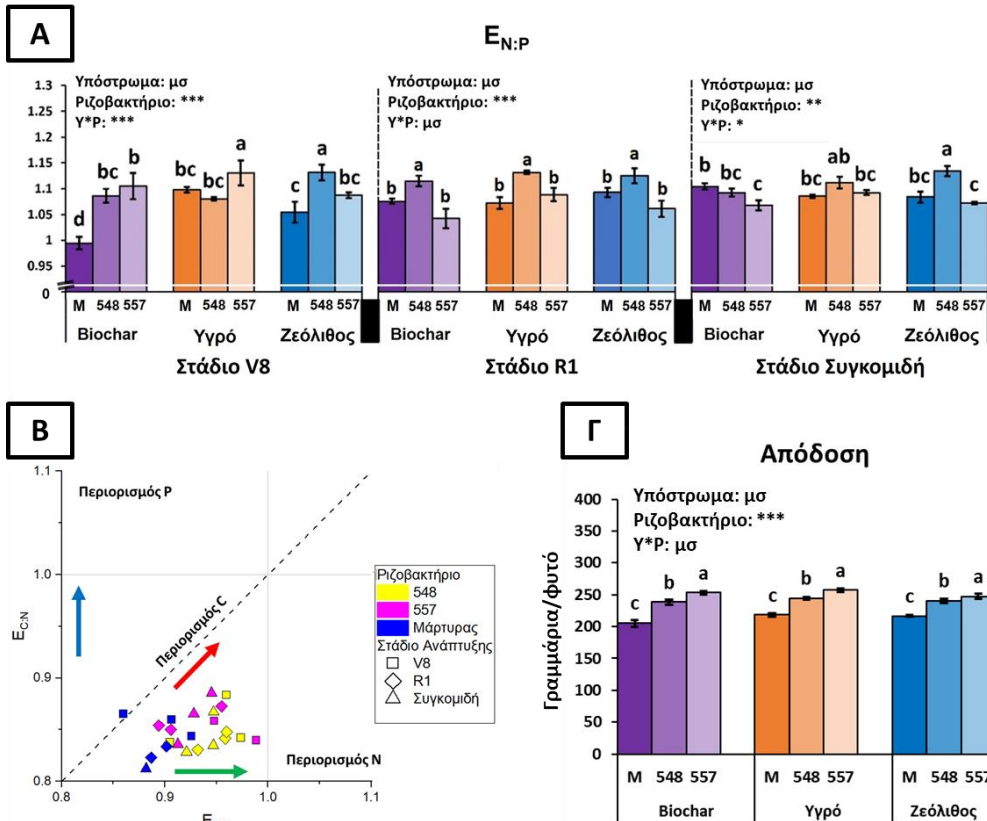 A
E_N:P
Υπόστρωμα: μσ
Ριζοβακτήριο: ***
Υ*Ρ: ***
Υπόστρωμα: μσ
Ριζοβακτήριο: ***
Υ*Ρ: μσ
Υπόστρωμα: μσ
Ριζοβακτήριο: **
Υ*Ρ: *
1.3
1.25
1.2
1.15
1.1
1.05
1
0.95
0
d bc b bc bc a c a bc
b a b b a b b a b
b bc c bc ab bc bc a c
M 548 557 M 548 557 M 548 557 M 548 557 M 548 557 M 548 557 M 548 557 M 548 557 M 548 557
Biochar Υγρό Ζεόλιθος Biochar Υγρό Ζεόλιθος Biochar Υγρό Ζεόλιθος
Στάδιο V8 Στάδιο R1 Στάδιο Συγκομιδή
B
1.1
1.0
0.9
0.8
E_C:N
Περιορισμός P
Περιορισμός C
Περιορισμός N
Ριζοβακτήριο
548
557
Μάρτυρας
Στάδιο Ανάπτυξης
V8
R1
Συγκομιδή
0.8 0.9 1.0 1.1
Γ
Απόδοση
Υπόστρωμα: μσ
Ριζοβακτήριο: ***
Υ*Ρ: μσ
Γραμμάρια/φυτό
400
350
300
250
200
150
100
50
0
c b a c b a c b a
M 548 557 M 548 557 M 548 557
Biochar Υγρό Ζεόλιθος